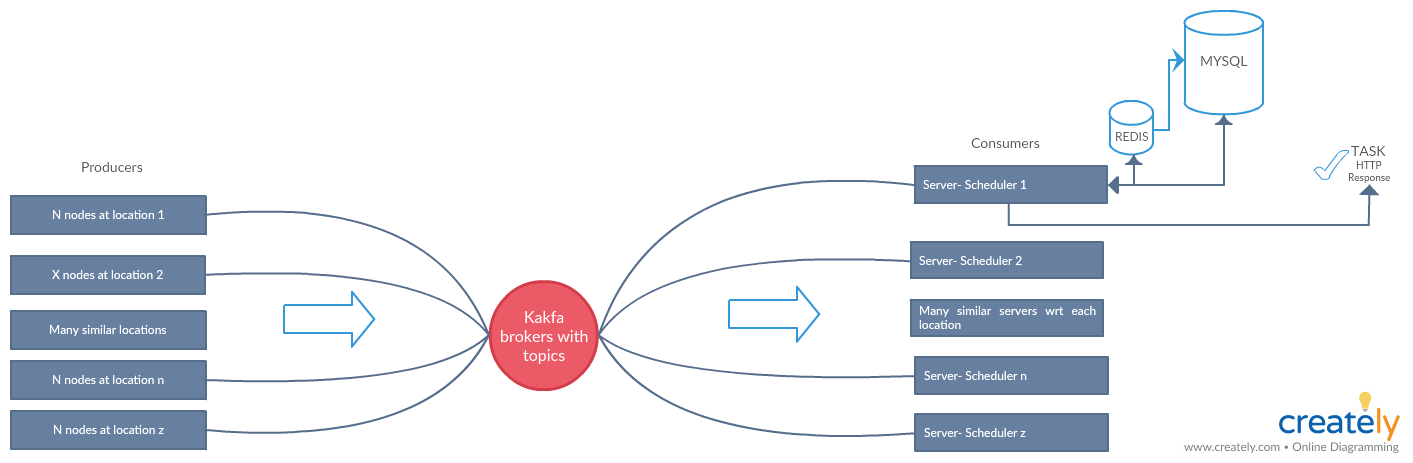 Producers
N nodes at location 1
X nodes at location 2
Many similar locations
N nodes at location n
N nodes at location z
Kakfa
brokers with
topics
Consumers
Server- Scheduler 1
Server- Scheduler 2
Many similar servers wrt each
location
Server- Scheduler n
Server- Scheduler z
REDIS
MYSQL
TASK
HTTP
Response
creately
www.creately.com • Online Diagramming